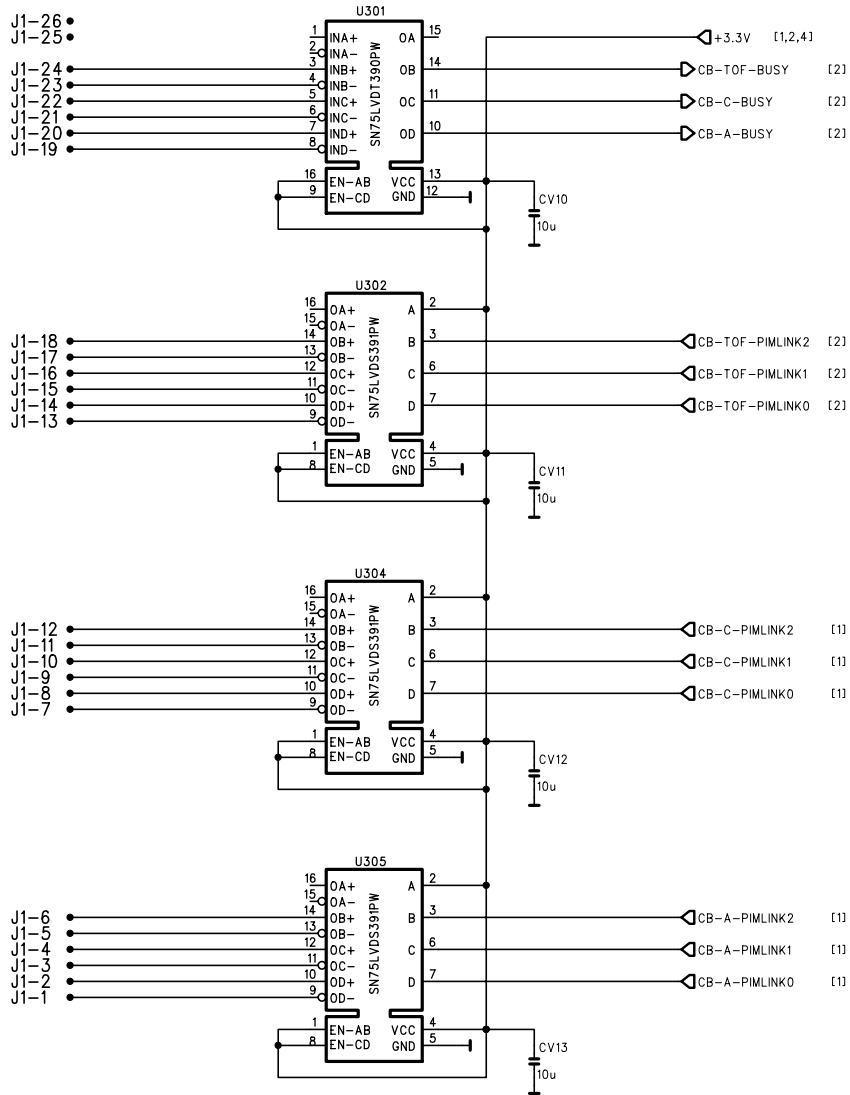 U301
J1-26
J1-25 1 INA+ OA 15 +3.3V [1,2,4]
2 INA-
J1-24 3 INB+ OB 14 CB-TOF-BUSY [2]
J1-23 4 INB-
J1-22 5 INC+ OC 11 CB-C-BUSY [2]
J1-21 6 INC-
J1-20 7 IND+ OD 10 CB-A-BUSY [2]
J1-19 8 IND-
SN75LVDT390PW
16 EN-AB VCC 13
9 EN-CD GND 12
CV10
10u
U302
16 OA+ A 2
15 OA-
J1-18 14 OB+ B 3 CB-TOF-PIMLINK2 [2]
J1-17 13 OB-
J1-16 12 OC+ C 6 CB-TOF-PIMLINK1 [2]
J1-15 11 OC-
J1-14 10 OD+ D 7 CB-TOF-PIMLINK0 [2]
J1-13 9 OD-
SN75LVDS391PW
1 EN-AB VCC 4
8 EN-CD GND 5
CV11
10u
U304
16 OA+ A 2
15 OA-
J1-12 14 OB+ B 3 CB-C-PIMLINK2 [1]
J1-11 13 OB-
J1-10 12 OC+ C 6 CB-C-PIMLINK1 [1]
J1-9 11 OC-
J1-8 10 OD+ D 7 CB-C-PIMLINK0 [1]
J1-7 9 OD-
SN75LVDS391PW
1 EN-AB VCC 4
8 EN-CD GND 5
CV12
10u
U305
16 OA+ A 2
15 OA-
J1-6 14 OB+ B 3 CB-A-PIMLINK2 [1]
J1-5 13 OB-
J1-4 12 OC+ C 6 CB-A-PIMLINK1 [1]
J1-3 11 OC-
J1-2 10 OD+ D 7 CB-A-PIMLINK0 [1]
J1-1 9 OD-
SN75LVDS391PW
1 EN-AB VCC 4
8 EN-CD GND 5
CV13
10u